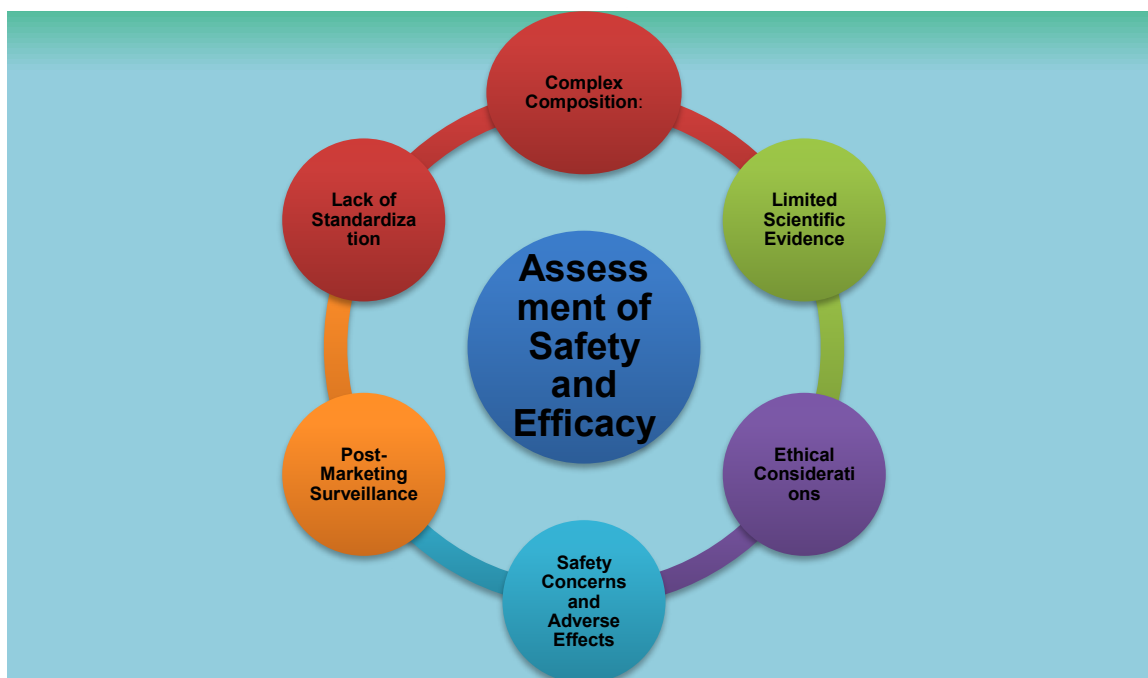 Complex
Composition:
Limited
Scientific
Evidence
Ethical
Considerati
ons
Safety
Concerns
and
Adverse
Effects
Post-
Marketing
Surveillance
Lack of
Standardiza
tion
Assess
ment of
Safety
and
Efficacy